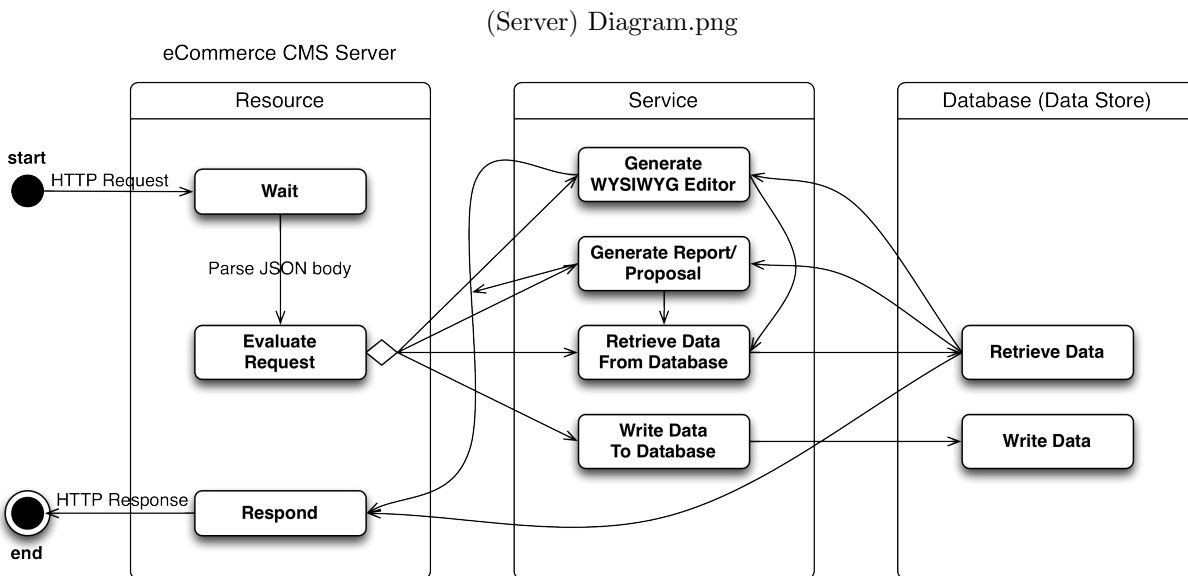 (Server) Diagram.png
eCommerce CMS Server
Resource
Service
Database (Data Store)
start
HTTP Request
Wait
Generate
WYSIWYG Editor
Parse JSON body
Generate Report/
Proposal
Evaluate
Request
Retrieve Data
From Database
Retrieve Data
Write Data
To Database
Write Data
HTTP Response
Respond
end